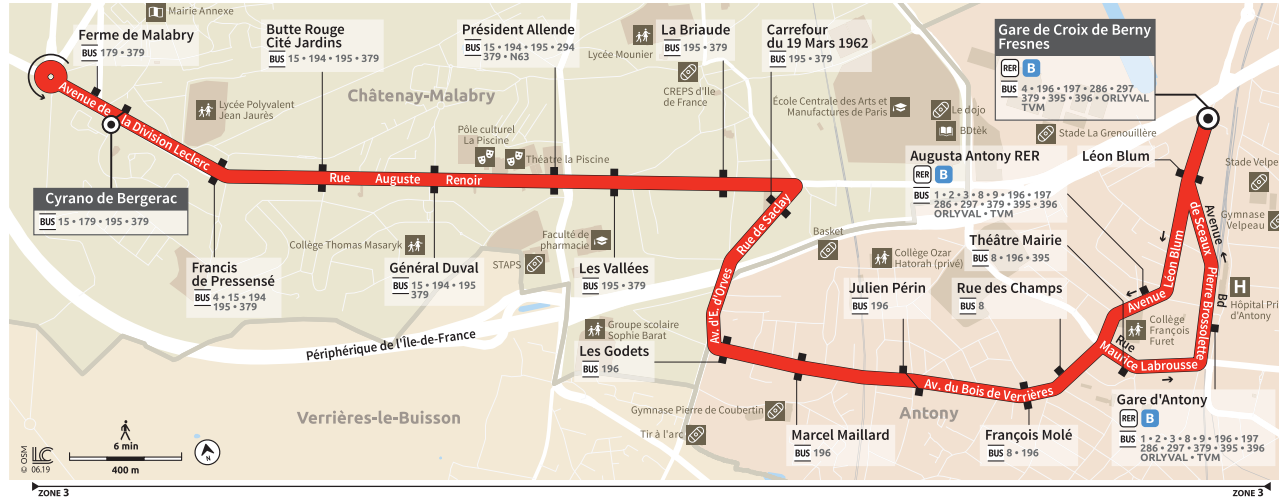 Mairie Annexe
Ferme de Malabry
BUS 179 • 379
Butte Rouge
Cité Jardins
BUS 15 • 194 • 195 • 379
Président Allende
BUS 15 • 194 • 195 • 294
379 • N63
Lycée Mounier
La Briaude
BUS 195 • 379
Carrefour
du 19 Mars 1962
BUS 195 • 379
Gare de Croix de Berny
Fresnes
RER B
BUS 4 • 196 • 197 • 286 • 297
379 • 395 • 396 • ORLYVAL
TVM
CREPS d'Île
de France
Châtenay-Malabry
Lycée Polyvalent
Jean Jaurès
École Centrale des Arts et
Manufactures de Paris
Le dojo
BDtèk
Stade La Grenouillère
Avenue de la Division Leclerc
Pôle culturel
La Piscine
Théatre la Piscine
Augusta Antony RER
RER B
BUS 1 • 2 • 3 • 8 • 9 • 196 • 197
286 • 297 • 379 • 395 • 396
ORLYVAL • TVM
Léon Blum
Stade Velpe
Rue Auguste Renoir
Cyrano de Bergerac
BUS 15 • 179 • 195 • 379
Rue de Saclay
Avenue
de Sceaux
Gymnase
Velpeau
Collège Thomas Masaryk
Faculté de
pharmacie
STAPS
Basket
Collège Ozar
Hatorah (privé)
Théâtre Mairie
BUS 8 • 196 • 395
Francis
de Pressensé
BUS 4 • 15 • 194
195 • 379
Général Duval
BUS 15 • 194 • 195
379
Les Vallées
BUS 195 • 379
Av. d'E. d'Orves
Julien Périn
BUS 196
Rue des Champs
BUS 8
Avenue Léon Blum
Bd
Pierre Brossolette
H
Hôpital Pri
d'Antony
Périphérique de l'Île-de-France
Groupe scolaire
Sophie Barat
Les Godets
BUS 196
Collège
François
Furet
Rue
Maurice Labrousse
Av. du Bois de Verrières
Verrières-le-Buisson
Gymnase Pierre de Coubertin
Tir à l'arc
Antony
Marcel Maillard
BUS 196
François Molé
BUS 8 • 196
Gare d'Antony
RER B
BUS 1 • 2 • 3 • 8 • 9 • 196 • 197
286 • 297 • 379 • 395 • 396
ORLYVAL • TVM
6 min
400 m
N
© OSM
LC
06.19
ZONE 3
ZONE 3